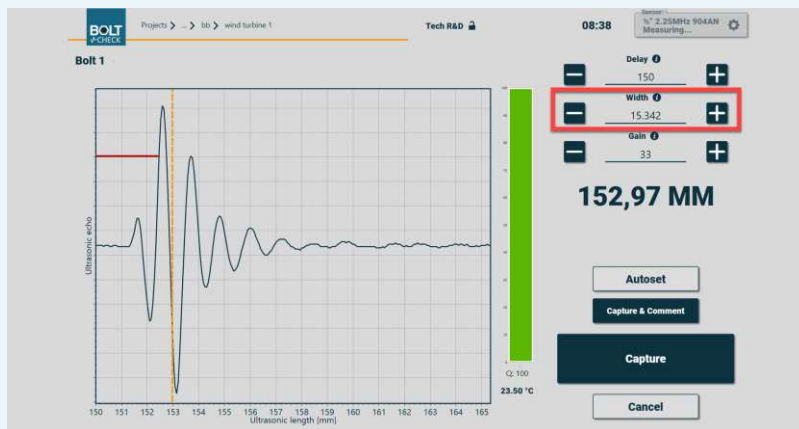 BOLT
CHECK
Projects > ... > bb > wind turbine 1
Tech R&D
08:38
Sensor:
½" 2.25MHz 904AN
Measuring...
Bolt 1
Delay
150
Width
15.342
Gain
33
152,97 MM
Autoset
Capture & Comment
Capture
Cancel
Ultrasonic echo
Q: 100
23.50 °C
150 151 152 153 154 155 156 157 158 159 160 161 162 163 164 165
Ultrasonic length [mm]